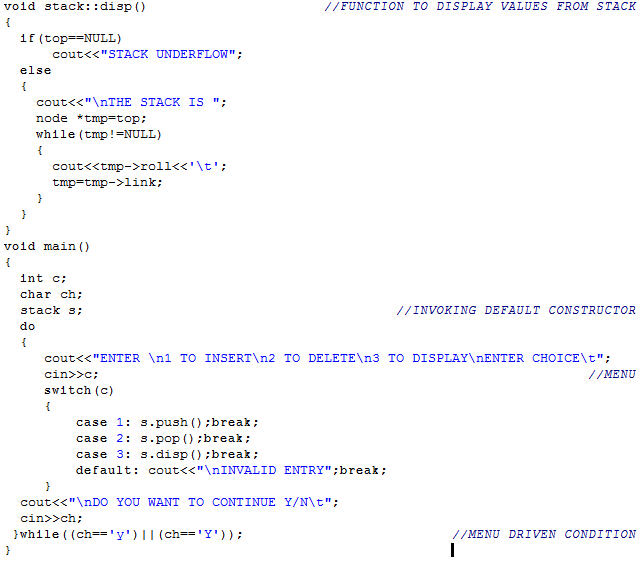 void stack::disp() //FUNCTION TO DISPLAY VALUES FROM STACK
{
if(top==NULL)
cout<<"STACK UNDERFLOW";
else
{
cout<<"\nTHE STACK IS ";
node *tmp=top;
while(tmp!=NULL)
{
cout<<tmp->roll<<'\t';
tmp=tmp->link;
}
}
}
void main()
{
int c;
char ch;
stack s; //INVOKING DEFAULT CONSTRUCTOR
do
{
cout<<"ENTER \n1 TO INSERT\n2 TO DELETE\n3 TO DISPLAY\nENTER CHOICE\t";
cin>>c; //MENU
switch(c)
{
case 1: s.push();break;
case 2: s.pop();break;
case 3: s.disp();break;
default: cout<<"\nINVALID ENTRY";break;
}
cout<<"\nDO YOU WANT TO CONTINUE Y/N\t";
cin>>ch;
}while((ch=='y')||(ch=='Y')); //MENU DRIVEN CONDITION
}